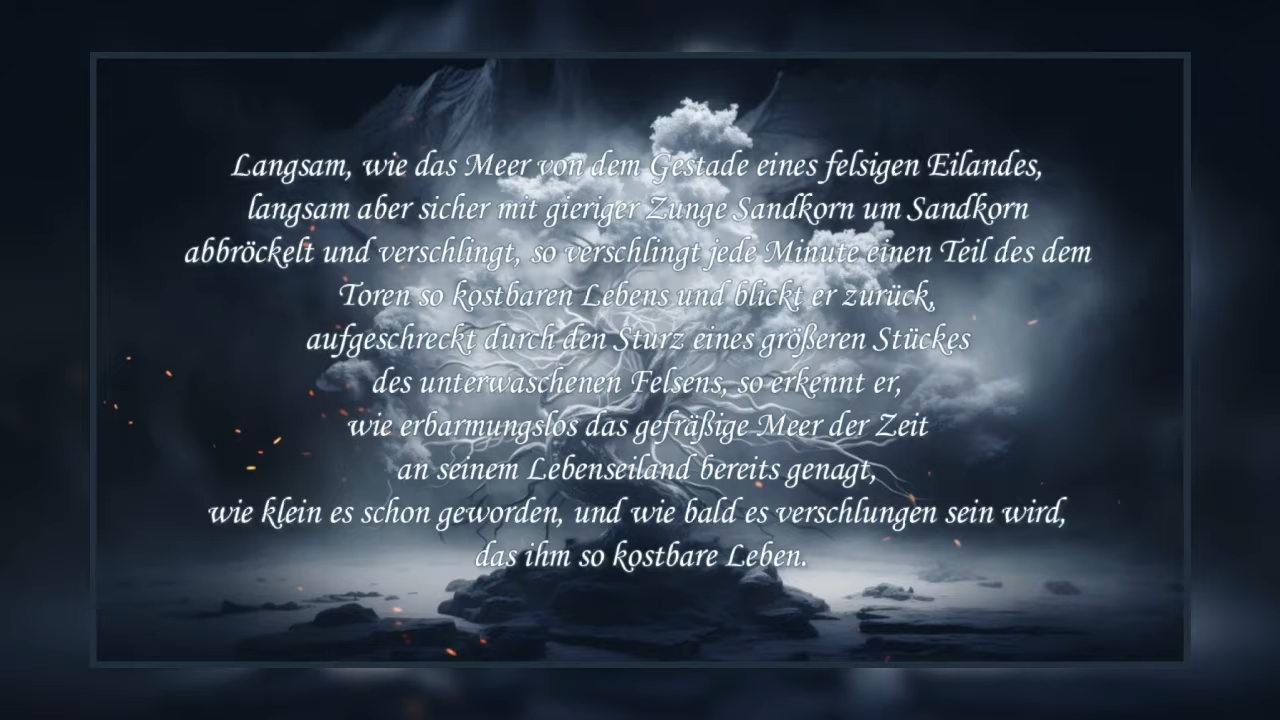 Langsam, wie das Meer von dem Gestade eines felsigen Eilandes,
langsam aber sicher mit gieriger Zunge Sandkorn um Sandkorn
abbröckelt und verschlingt, so verschlingt jede Minute einen Teil des dem
Toren so kostbaren Lebens und blickt er zurück,
aufgeschreckt durch den Sturz eines größeren Stückes
des unterwaschenen Felsens, so erkennt er,
wie erbarmungslos das gefräßige Meer der Zeit
an seinem Lebenseiland bereits genagt,
wie klein es schon geworden, und wie bald es verschlungen sein wird,
das ihm so kostbare Leben.